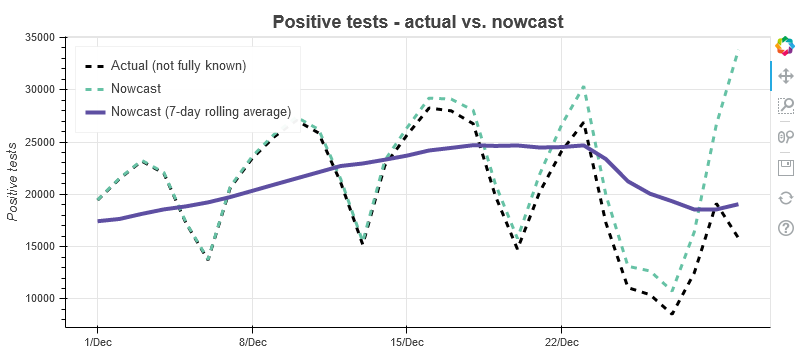 Positive tests - actual vs. nowcast
35000
30000
25000
20000
15000
10000
Positive tests
Actual (not fully known)
Nowcast
Nowcast (7-day rolling average)
1/Dec
8/Dec
15/Dec
22/Dec